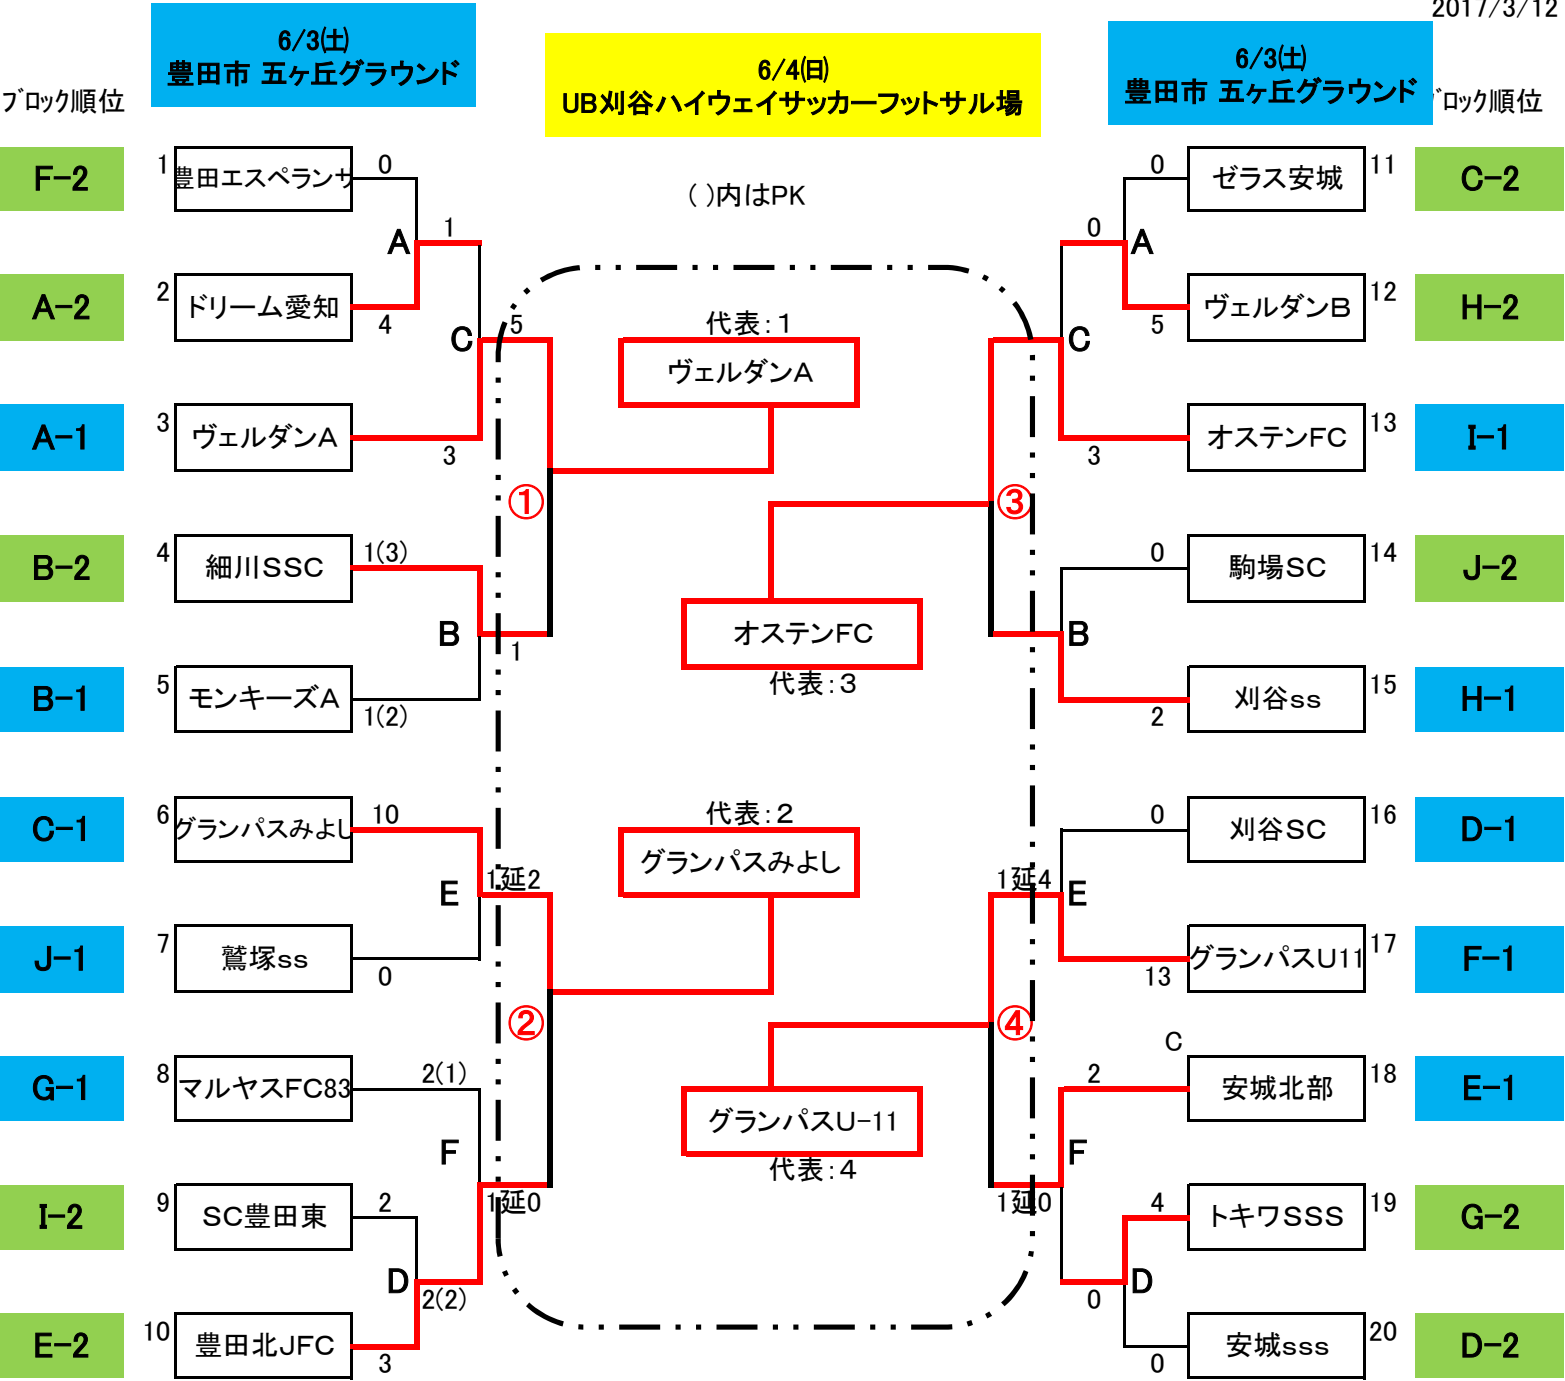 2017/3/12
6/3(土)
豊田市 五ヶ丘グラウンド
6/4(日)
UB刈谷ハイウェイサッカーフットサル場
6/3(土)
豊田市 五ヶ丘グラウンド
ブロック順位
ブロック順位
( )内はPK
F-2
1
豊田エスペランサ
0
A
1
A-2
2
ドリーム愛知
4
C
5
A-1
3
ヴェルダンA
3
①
B-2
4
細川SSC
1(3)
B
1
B-1
5
モンキーズA
1(2)
C-1
6
グランパスみよし
10
E
1延2
J-1
7
鷲塚ss
0
②
G-1
8
マルヤスFC83
2(1)
F
1延0
I-2
9
SC豊田東
2
D
2(2)
E-2
10
豊田北JFC
3
代表:1
ヴェルダンA
オステンFC
代表:3
代表:2
グランパスみよし
グランパスU-11
代表:4
0
ゼラス安城
11
C-2
0
A
ヴェルダンB
12
H-2
5
C
オステンFC
13
I-1
3
③
0
駒場SC
14
J-2
B
刈谷ss
15
H-1
2
0
刈谷SC
16
D-1
1延4
E
グランパスU11
17
F-1
13
④
C
2
安城北部
18
E-1
F
1延0
4
トキワSSS
19
G-2
D
0
安城sss
20
D-2
0